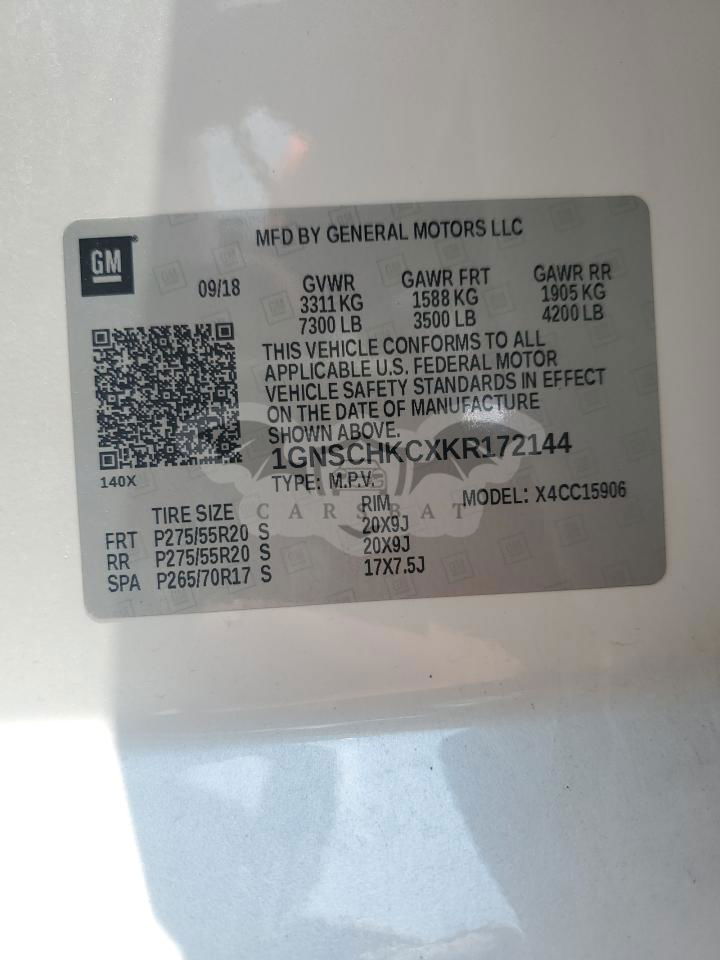 MFD BY GENERAL MOTORS LLC
GM
09/18
GVWR
3311 KG
7300 LB
GAWR FRT
1588 KG
3500 LB
GAWR RR
1905 KG
4200 LB
THIS VEHICLE CONFORMS TO ALL
APPLICABLE U.S. FEDERAL MOTOR
VEHICLE SAFETY STANDARDS IN EFFECT
ON THE DATE OF MANUFACTURE
SHOWN ABOVE.
1GNSCHKCXKR172144
140X
TYPE: M.P.V.
MODEL: X4CC15906
CARSBAT
TIRE SIZE
RIM
FRT P275/55R20 S 20X9J
RR P275/55R20 S 20X9J
SPA P265/70R17 S 17X7.5J